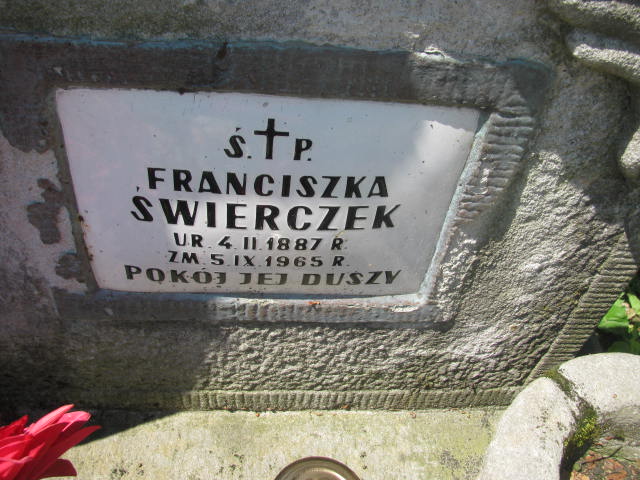 Ś.✝P.
FRANCISZKA
ŚWIERCZEK
UR. 4.II.1887 R.
ZM. 5.IX.1965 R.
POKÓJ JEJ DUSZY